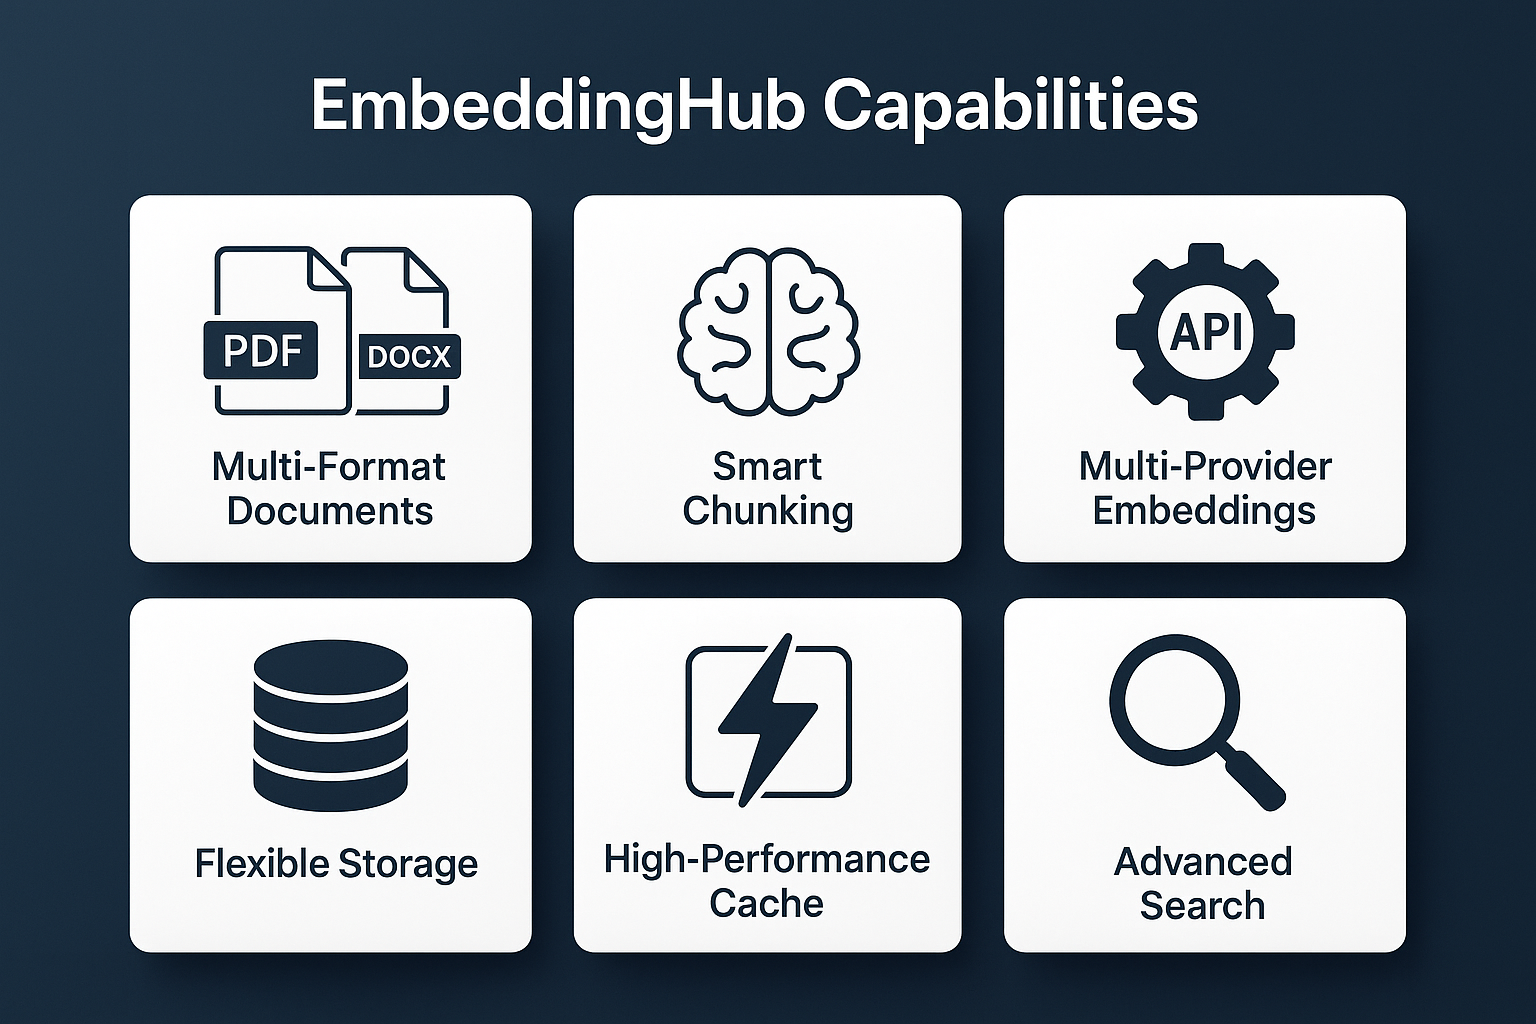 EmbeddingHub Capabilities
PDF
DOCX
Multi-Format
Documents
Smart
Chunking
API
Multi-Provider
Embeddings
Flexible Storage
High-Performance
Cache
Advanced
Search